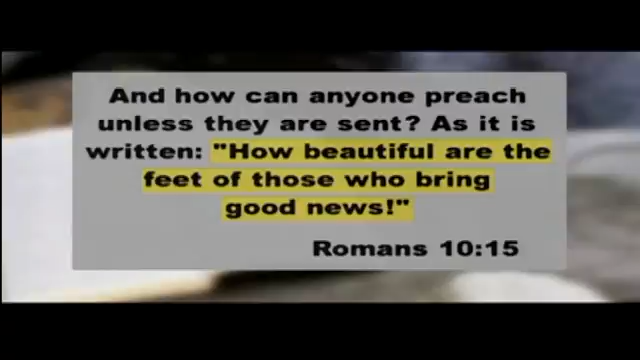 And how can anyone preach
unless they are sent? As it is
written: "How beautiful are the
feet of those who bring
good news!"
Romans 10:15